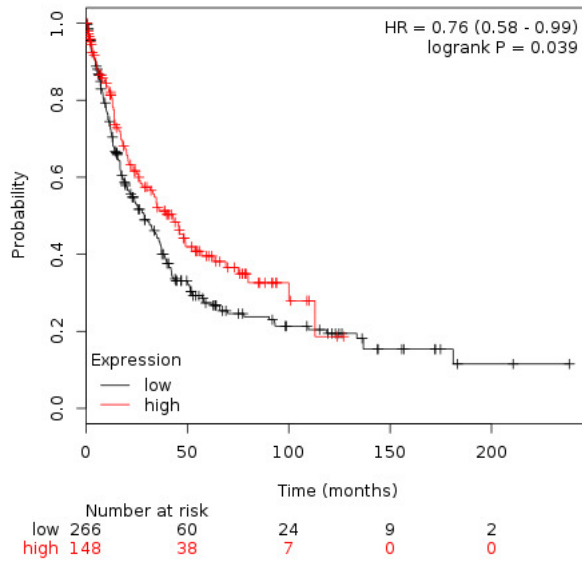 HR = 0.76 (0.58 - 0.99)
logrank P = 0.039
1.0
0.8
0.6
0.4
0.2
0.0
Probability
Expression
low
high
0 50 100 150 200
Time (months)
Number at risk
low 266 60 24 9 2
high 148 38 7 0 0